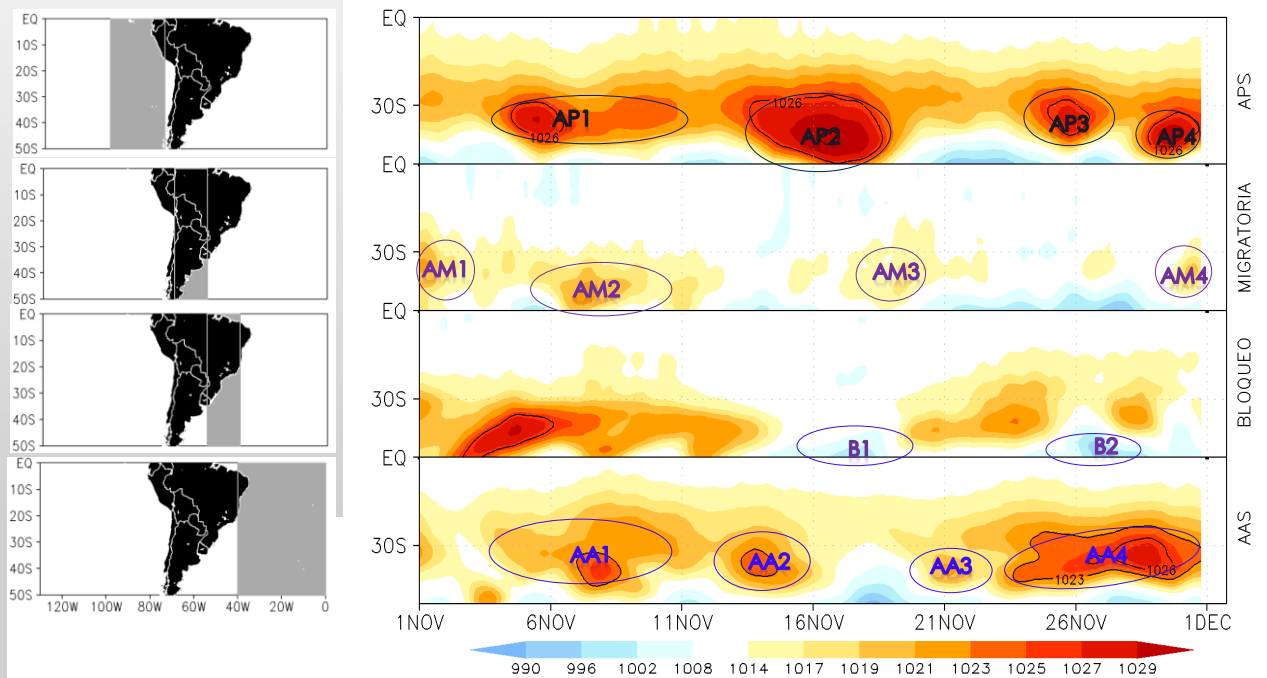 EQ
10S
20S
30S
40S
50S
EQ
10S
20S
30S
40S
50S
EQ
10S
20S
30S
40S
50S
EQ
10S
20S
30S
40S
50S
120W 100W 80W 60W 40W 20W 0
EQ
30S
1026
AP1
1026
1026
AP2
AP3
AP4
1026
APS
EQ
30S
AM1
AM2
AM3
AM4
MIGRATORIA
EQ
30S
B1
B2
BLOQUEO
EQ
30S
AA1
AA2
AA3
AA4
1023
1026
AAS
1NOV 6NOV 11NOV 16NOV 21NOV 26NOV 1DEC
990 996 1002 1008 1014 1017 1019 1021 1023 1025 1027 1029